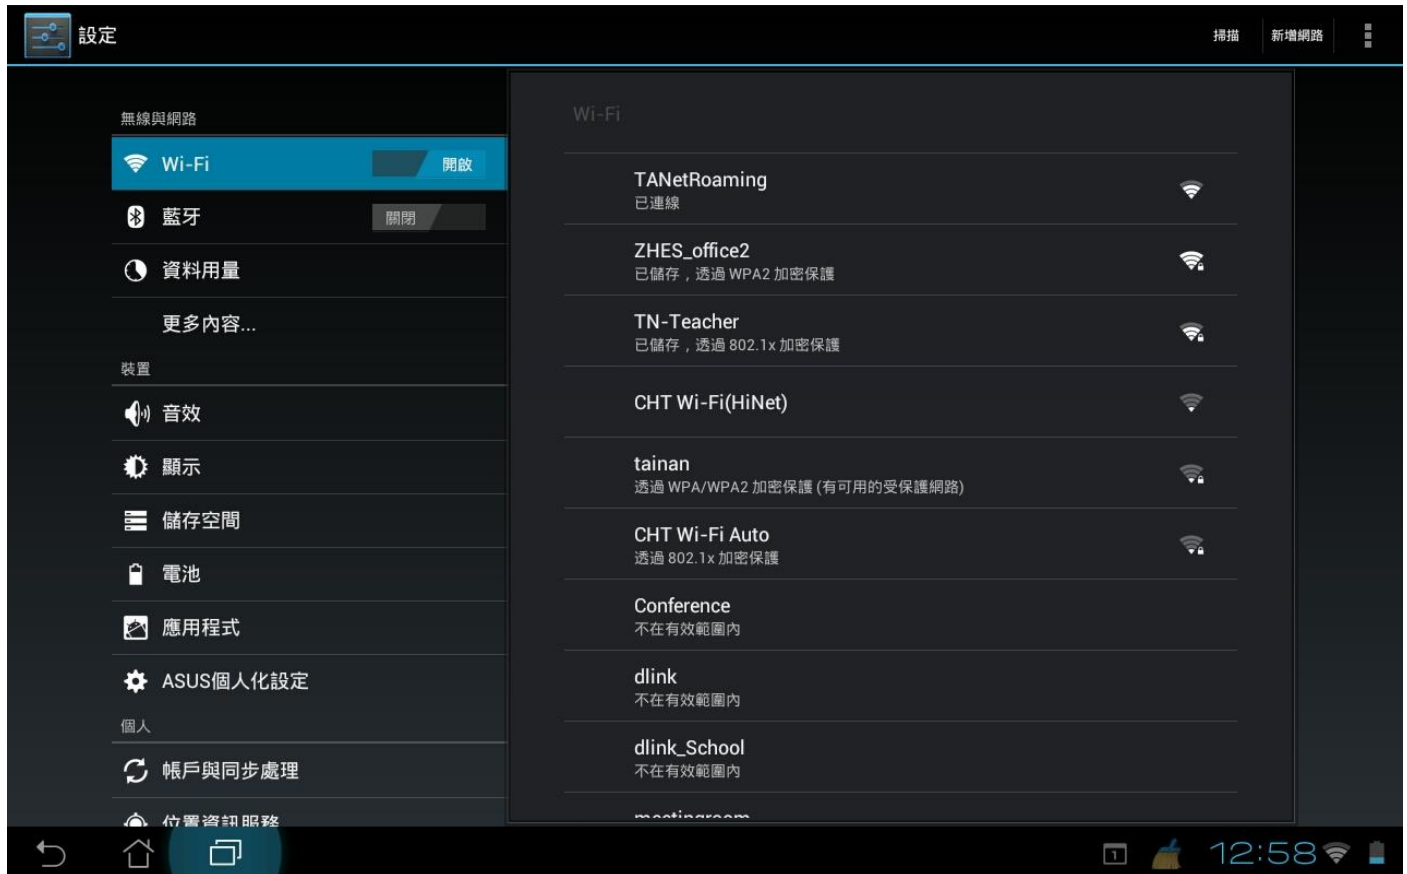 設定
掃描
新增網路
無線與網路
Wi-Fi
開啟
藍牙
關閉
資料用量
更多內容...
裝置
音效
顯示
儲存空間
電池
應用程式
ASUS個人化設定
個人
帳戶與同步處理
位置資訊服務
Wi-Fi
TANetRoaming
已連線
ZHES_office2
已儲存，透過 WPA2 加密保護
TN-Teacher
已儲存，透過 802.1x 加密保護
CHT Wi-Fi(HiNet)
tainan
透過 WPA/WPA2 加密保護 (有可用的受保護網路)
CHT Wi-Fi Auto
透過 802.1x 加密保護
Conference
不在有效範圍內
dlink
不在有效範圍內
dlink_School
不在有效範圍內
meetingroom
1
12:58